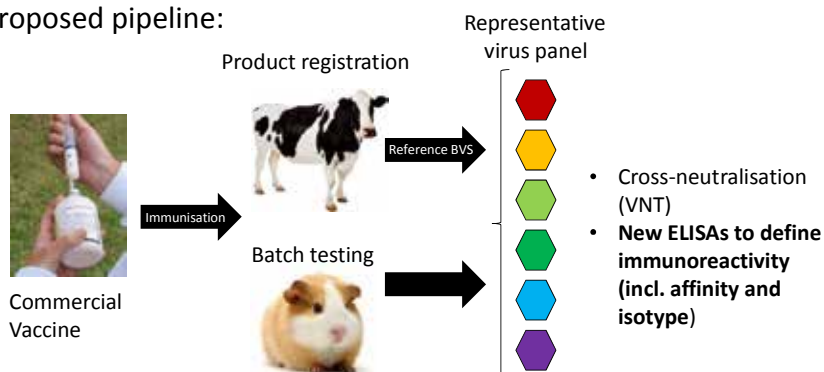 roposed pipeline:
Representative
virus panel
Product registration
Reference BVS
Immunisation
Batch testing
Commercial
Vaccine
• Cross-neutralisation
(VNT)
• New ELISAs to define
immunoreactivity
(incl. affinity and
isotype)